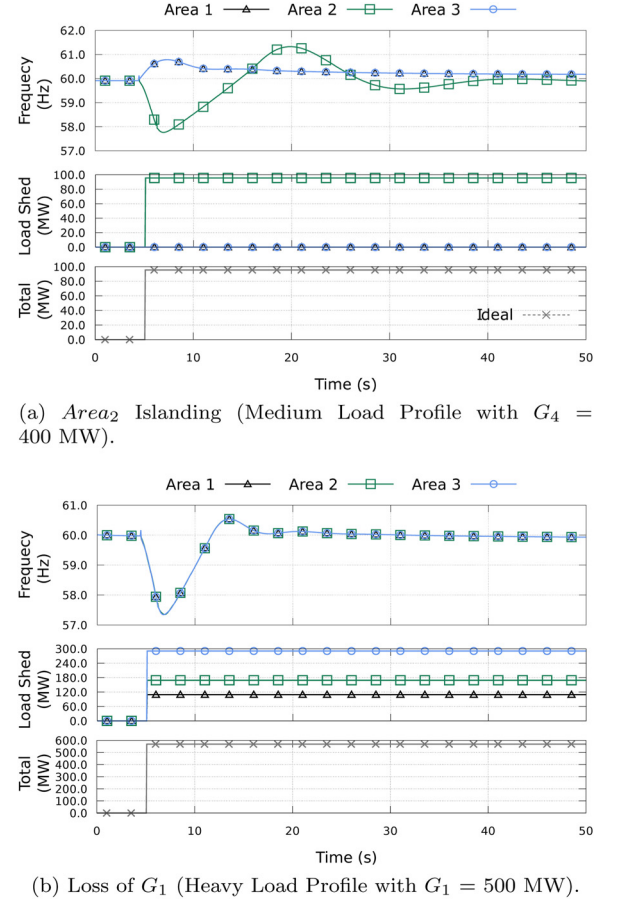 Area 1 Area 2 Area 3
62.0
61.0
60.0
59.0
58.0
57.0
Frequecy
(Hz)
100.0
80.0
60.0
40.0
20.0
0.0
Load Shed
(MW)
100.0
80.0
60.0
40.0
20.0
0.0
Total
(MW)
Ideal
0 10 20 30 40 50
Time (s)
(a) Area2 Islanding (Medium Load Profile with G4 =
400 MW).
Area 1 Area 2 Area 3
61.0
60.0
59.0
58.0
57.0
Frequecy
(Hz)
300.0
240.0
180.0
120.0
60.0
0.0
Load Shed
(MW)
600.0
500.0
400.0
300.0
200.0
100.0
0.0
Total
(MW)
0 10 20 30 40 50
Time (s)
(b) Loss of G1 (Heavy Load Profile with G1 = 500 MW).